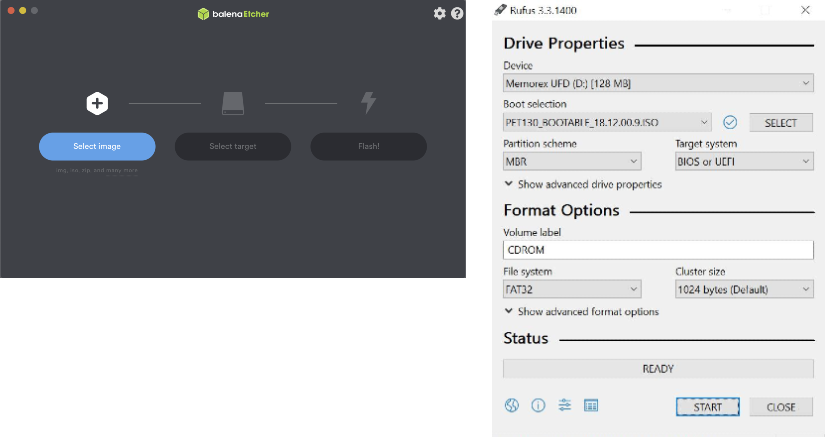 balenaEtcher
Select image
Select target
Flash!
img, iso, zip, and many more
Rufus 3.3.1400
Drive Properties
Device
Memorex UFD (D:) [128 MB]
Boot selection
PET130_BOOTABLE_18.12.00.9.ISO
SELECT
Partition scheme
Target system
MBR
BIOS or UEFI
Show advanced drive properties
Format Options
Volume label
CDROM
File system
Cluster size
FAT32
1024 bytes (Default)
Show advanced format options
Status
READY
START
CLOSE